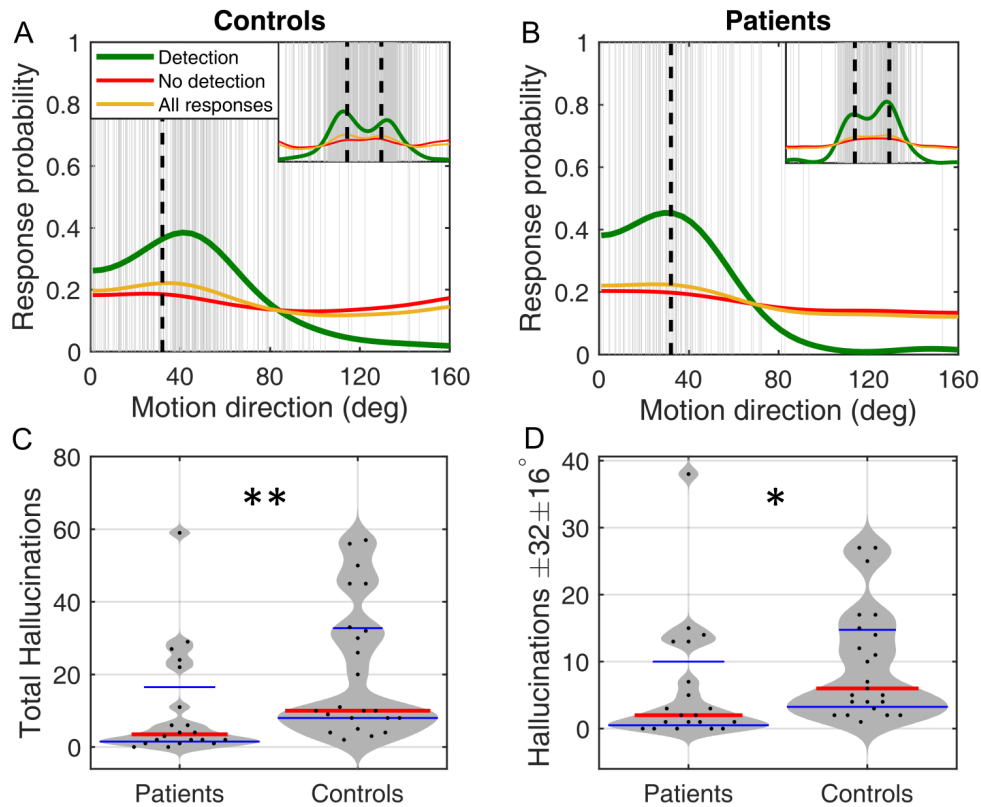 A
Controls
Response probability
1
0.8
0.6
0.4
0.2
0
Detection
No detection
All responses
0 40 80 120 160
Motion direction (deg)
B
Patients
Response probability
1
0.8
0.6
0.4
0.2
0
0 40 80 120 160
Motion direction (deg)
C
Total Hallucinations
80
60
40
20
0
**
Patients Controls
D
Hallucinations ±32±16°
40
30
20
10
0
*
Patients Controls